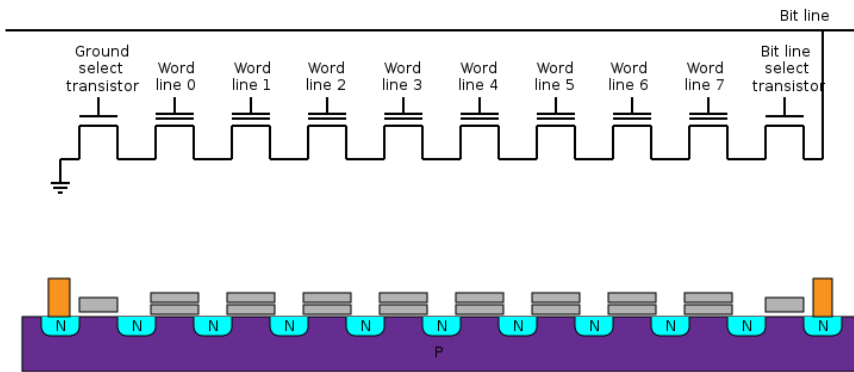 Bit line
Ground
select
transistor
Word
line 0
Word
line 1
Word
line 2
Word
line 3
Word
line 4
Word
line 5
Word
line 6
Word
line 7
Bit line
select
transistor
N
N
N
N
N
N
N
N
N
N
N
P